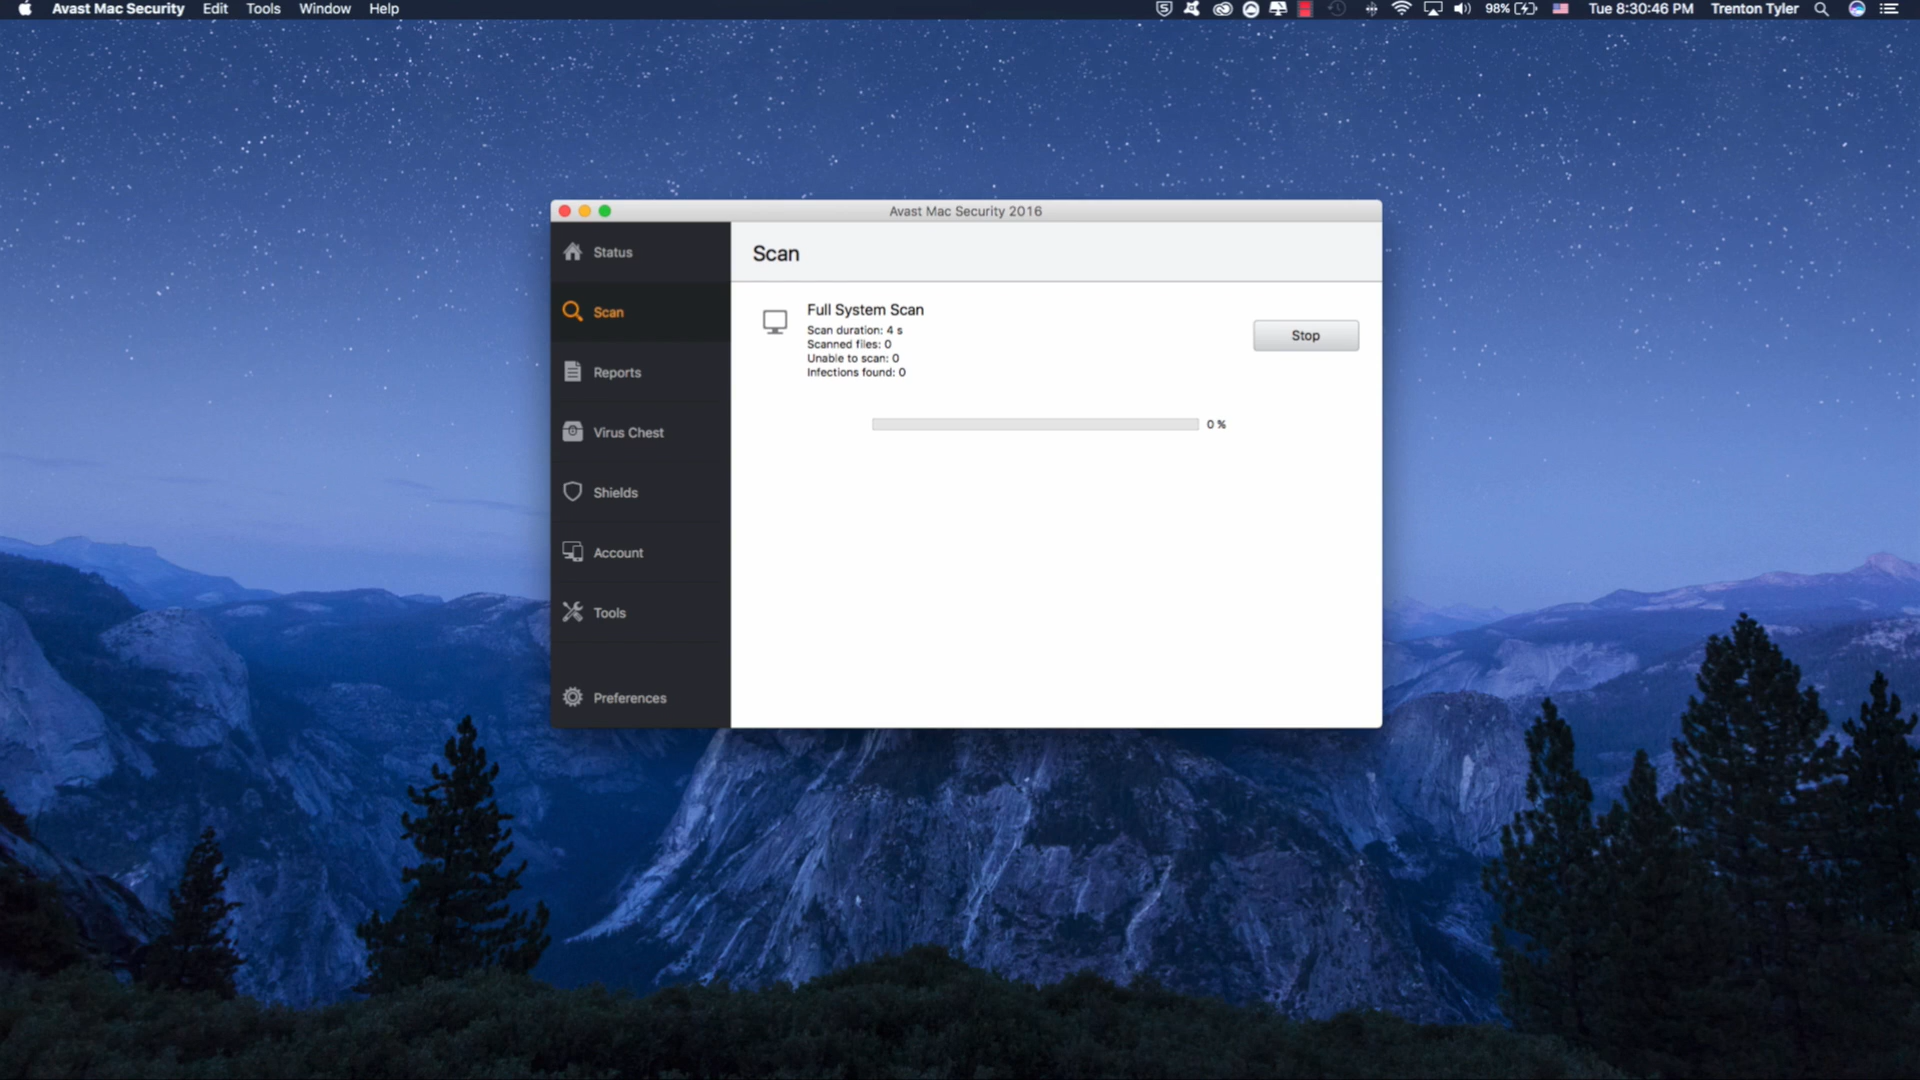 Avast Mac Security Edit Tools Window Help 98% Tue 8:30:46 PM Trenton Tyler
Avast Mac Security 2016
Status
Scan
Reports
Virus Chest
Shields
Account
Tools
Preferences
Scan
Full System Scan
Scan duration: 4 s
Scanned files: 0
Unable to scan: 0
Infections found: 0
Stop
0 %